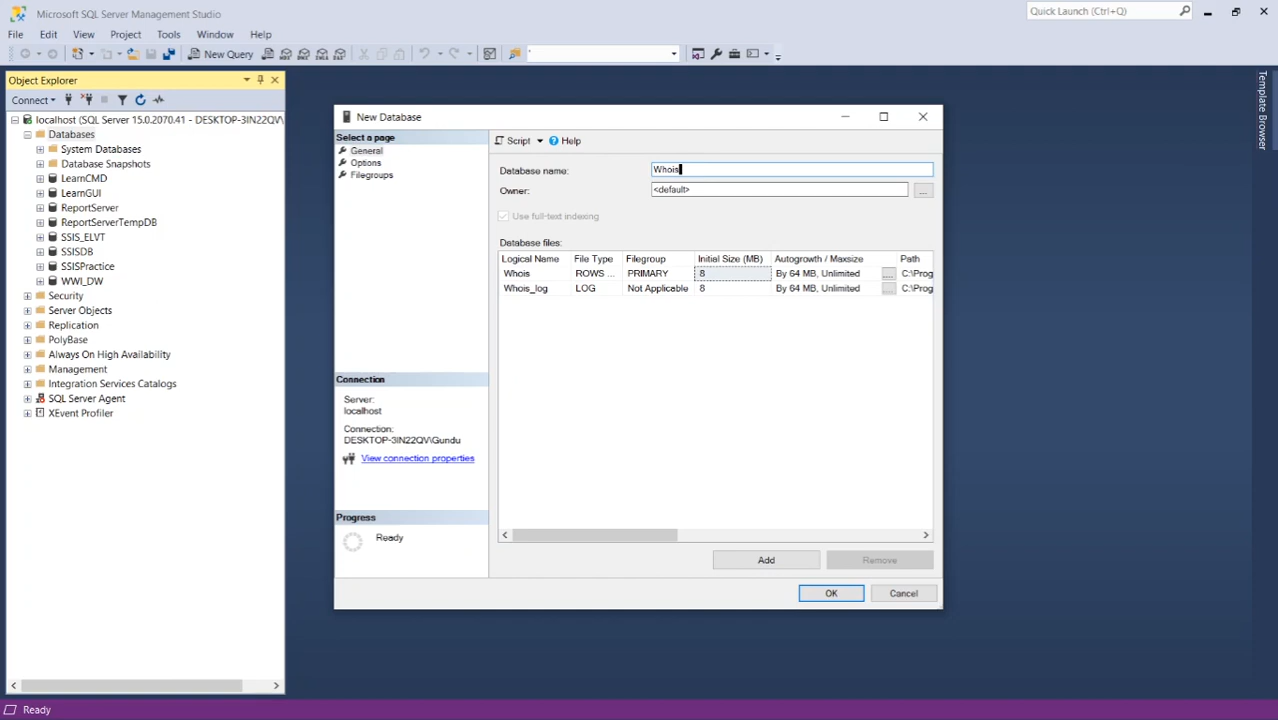 Microsoft SQL Server Management Studio
Quick Launch (Ctrl+Q)
File Edit View Project Tools Window Help
New Query
Object Explorer
Connect
localhost (SQL Server 15.0.2070.41 - DESKTOP-3IN22QV\
Databases
System Databases
Database Snapshots
LearnCMD
LearnGUI
ReportServer
ReportServerTempDB
SSIS_ELVT
SSISDB
SSISPractice
WWI_DW
Security
Server Objects
Replication
PolyBase
Always On High Availability
Management
Integration Services Catalogs
SQL Server Agent
XEvent Profiler
New Database
Select a page
General
Options
Filegroups
Connection
Server:
localhost
Connection:
DESKTOP-3IN22QV\Gundu
View connection properties
Progress
Ready
Script Help
Database name: Whois
Owner: <default>
...
Use full-text indexing
Database files:
Logical Name File Type Filegroup Initial Size (MB) Autogrowth / Maxsize Path
Whois ROWS ... PRIMARY 8 By 64 MB, Unlimited ... C:\Prog
Whois_log LOG Not Applicable 8 By 64 MB, Unlimited ... C:\Prog
Add Remove
OK Cancel
Template Browser
Ready